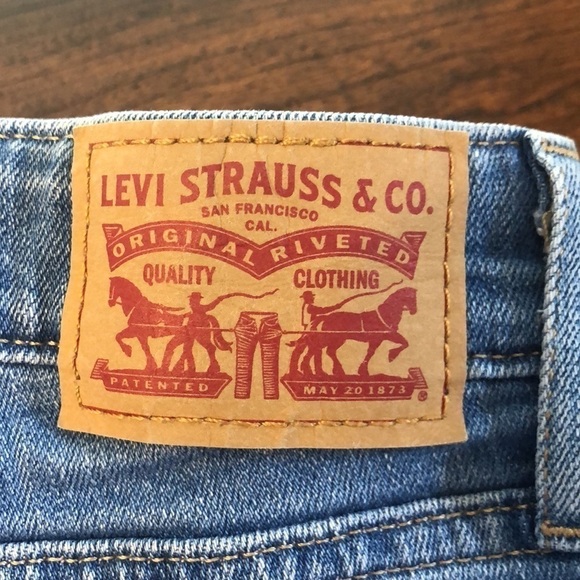 LEVI STRAUSS & CO.
SAN FRANCISCO
CAL.
ORIGINAL RIVETED
QUALITY CLOTHING
PATENTED MAY 20 1873
®